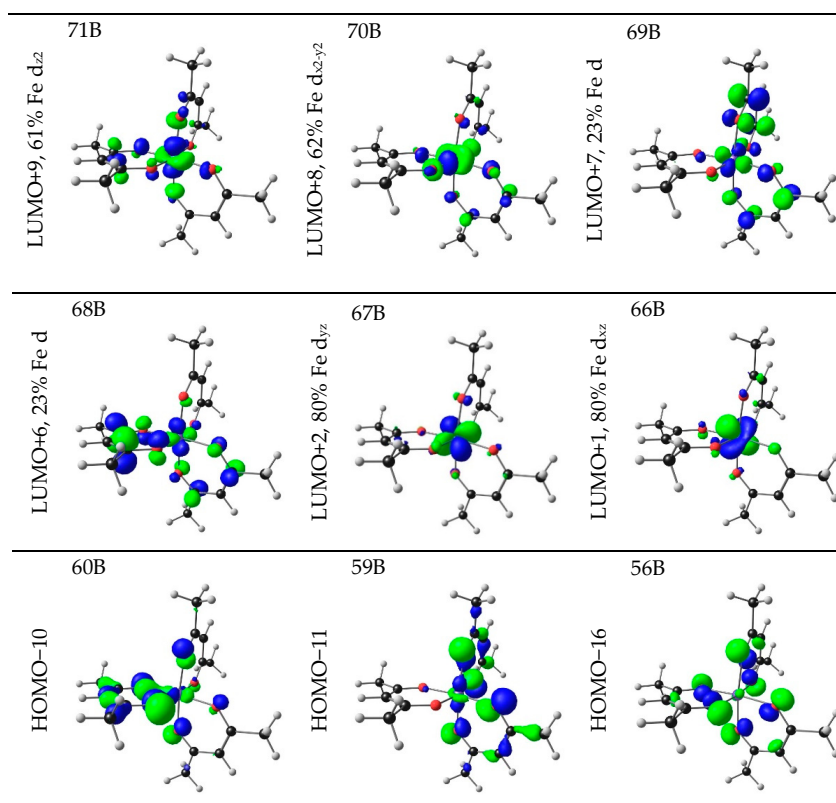 71B
LUMO+9, 61% Fe dz2
70B
LUMO+8, 62% Fe dx2-y2
69B
LUMO+7, 23% Fe d
68B
LUMO+6, 23% Fe d
67B
LUMO+2, 80% Fe dyz
66B
LUMO+1, 80% Fe dxz
60B
HOMO−10
59B
HOMO−11
56B
HOMO−16